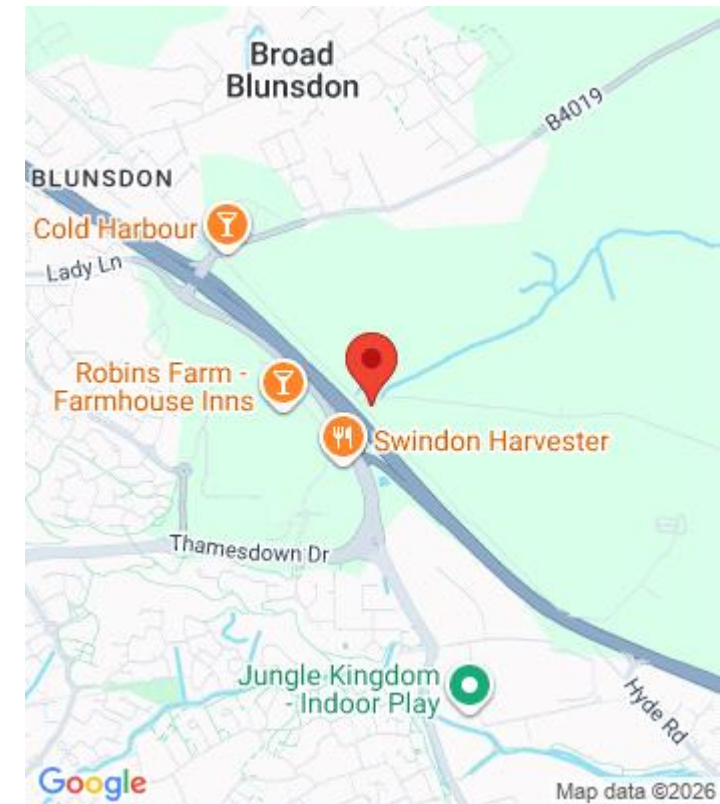 Broad
Blunsdon
B4019
BLUNSDON
Cold Harbour
Lady Ln
Robins Farm -
Farmhouse Inns
Swindon Harvester
Thamesdown Dr
Jungle Kingdom
- Indoor Play
Hyde Rd
Google
Map data ©2026